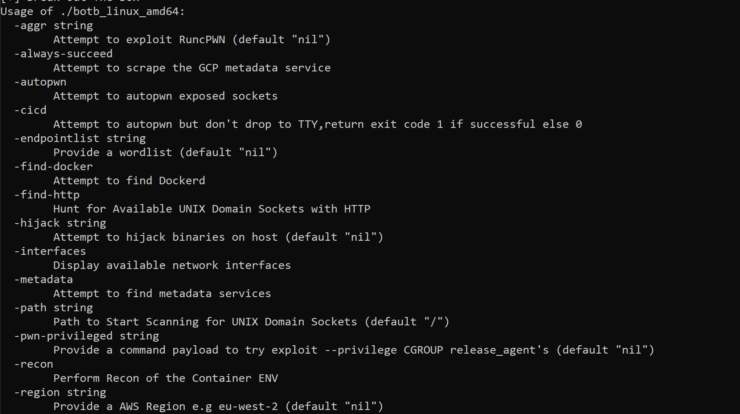 Usage of ./botb_linux_amd64:
-aggr string
Attempt to exploit RuncPWN (default "nil")
-always-succeed
Attempt to scrape the GCP metadata service
-autopwn
Attempt to autopwn exposed sockets
-cicd
Attempt to autopwn but don't drop to TTY,return exit code 1 if successful else 0
-endpointlist string
Provide a wordlist (default "nil")
-find-docker
Attempt to find Dockerd
-find-http
Hunt for Available UNIX Domain Sockets with HTTP
-hijack string
Attempt to hijack binaries on host (default "nil")
-interfaces
Display available network interfaces
-metadata
Attempt to find metadata services
-path string
Path to Start Scanning for UNIX Domain Sockets (default "/")
-pwn-privileged string
Provide a command payload to try exploit --privilege CGROUP release_agent's (default "nil")
-recon
Perform Recon of the Container ENV
-region string
Provide a AWS Region e.g eu-west-2 (default "nil")